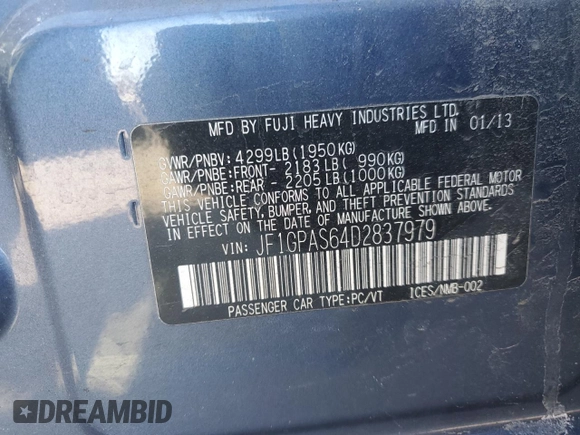 MFD BY FUJI HEAVY INDUSTRIES LTD.
MFD IN 01/13
GVWR/PNBV: 4299LB(1950KG)
GAWR/PNBE:FRONT- 2183LB( 990KG)
GAWR/PNBE:REAR - 2205LB(1000KG)
THIS VEHICLE CONFORMS TO ALL APPLICABLE FEDERAL MOTOR
VEHICLE SAFETY, BUMPER, AND THEFT PREVENTION STANDARDS
IN EFFECT ON THE DATE OF MANUFACTURE SHOWN ABOVE.
VIN: JF1GPAS64D2837979
PASSENGER CAR TYPE:PC/VT ICES/NMB-002
DREAMBID